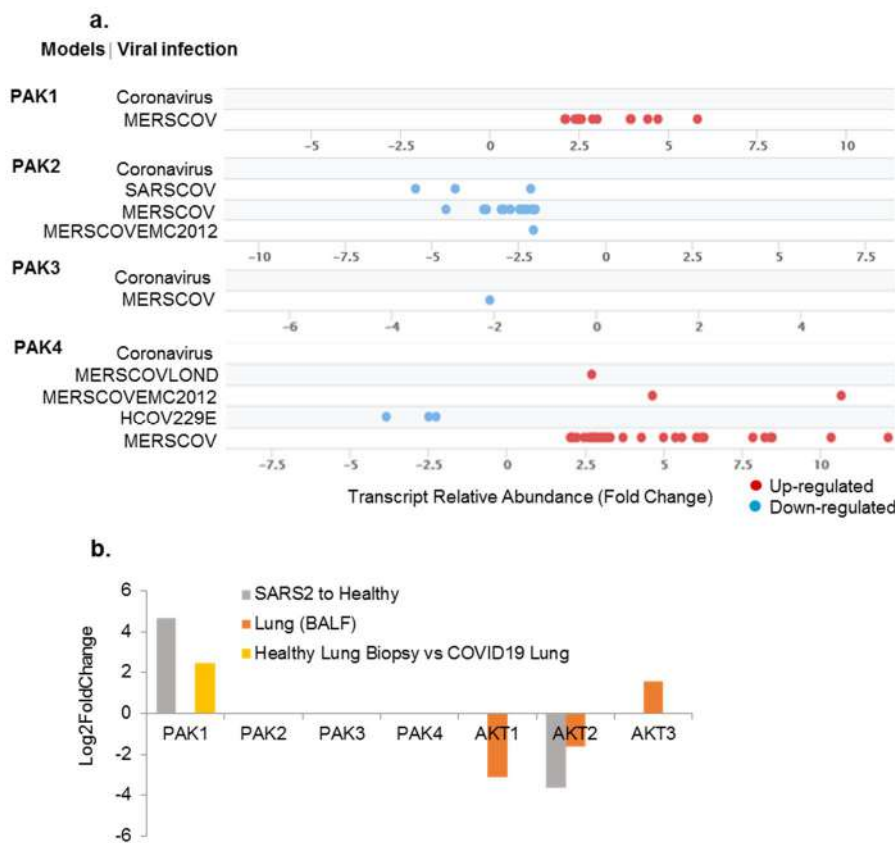 a.
Models | Viral infection
PAK1
Coronavirus
MERSCOV
-5 -2.5 0 2.5 5 7.5 10
PAK2
Coronavirus
SARSCOV
MERSCOV
MERSCOVEMC2012
-10 -7.5 -5 -2.5 0 2.5 5 7.5
PAK3
Coronavirus
MERSCOV
-6 -4 -2 0 2 4
PAK4
Coronavirus
MERSCOVLOND
MERSCOVEMC2012
HCOV229E
MERSCOV
-7.5 -5 -2.5 0 2.5 5 7.5 10
Transcript Relative Abundance (Fold Change)
Up-regulated
Down-regulated
b.
Log2FoldChange
6
4
2
0
-2
-4
-6
SARS2 to Healthy
Lung (BALF)
Healthy Lung Biopsy vs COVID19 Lung
PAK1 PAK2 PAK3 PAK4 AKT1 AKT2 AKT3